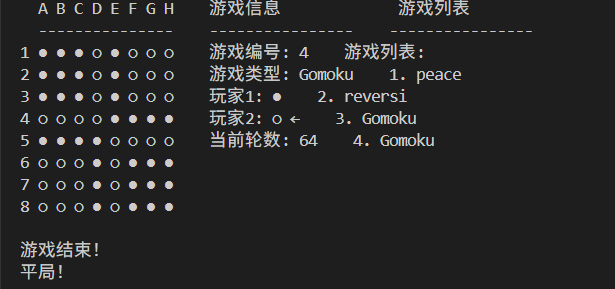 A B C D E F G H 游戏信息 游戏列表
--------------- ---------------- ----------------
1 ● ● ● ○ ● ○ ○ ○ 游戏编号: 4 游戏列表:
2 ● ● ● ○ ● ○ ○ ○ 游戏类型: Gomoku 1. peace
3 ● ● ● ○ ● ○ ○ ○ 玩家1: ● 2. reversi
4 ○ ○ ○ ○ ● ● ● ● 玩家2: ○ ← 3. Gomoku
5 ● ● ● ● ○ ○ ○ ○ 当前轮数: 64 4. Gomoku
6 ○ ○ ○ ● ○ ● ● ●
7 ○ ○ ○ ● ○ ● ● ●
8 ○ ○ ○ ● ○ ● ● ●
游戏结束!
平局!